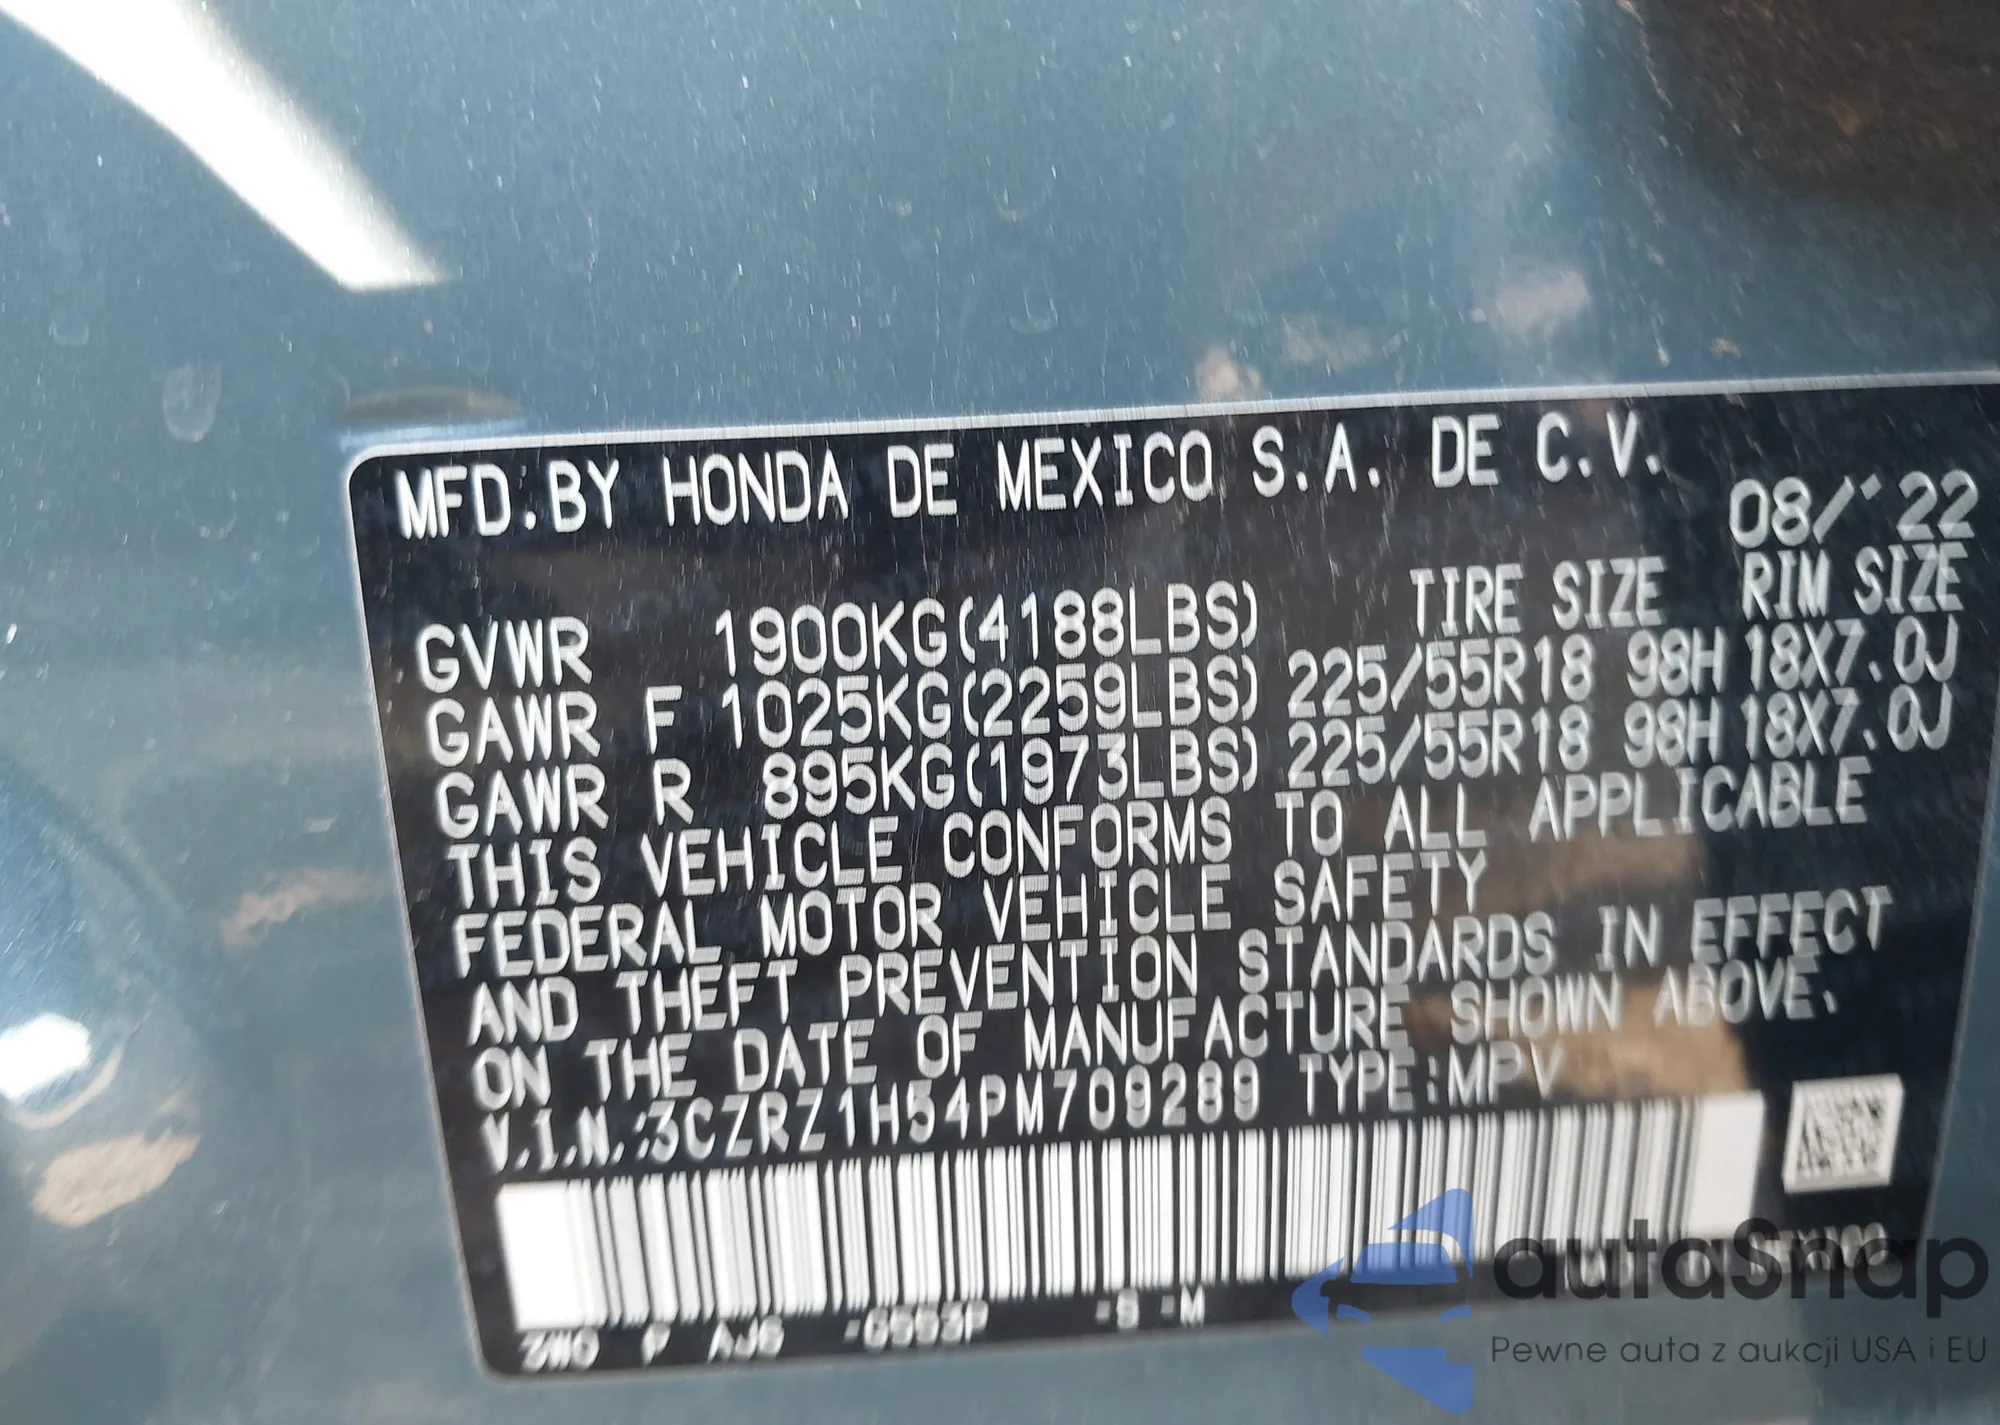 MFD. BY HONDA DE MEXICO S.A. DE C.V.
08/'22
TIRE SIZE RIM SIZE
GVWR 1900KG(4188LBS)
GAWR F 1025KG(2259LBS) 225/55R18 98H 18X7.0J
GAWR R 895KG(1973LBS) 225/55R18 98H 18X7.0J
THIS VEHICLE CONFORMS TO ALL APPLICABLE
FEDERAL MOTOR VEHICLE SAFETY
AND THEFT PREVENTION STANDARDS IN EFFECT
ON THE DATE OF MANUFACTURE SHOWN ABOVE.
V.I.N.:3CZRZ1H54PM709289 TYPE:MPV
P -G553P -S -M
autoSnap
Pewne auta z aukcji USA i EU